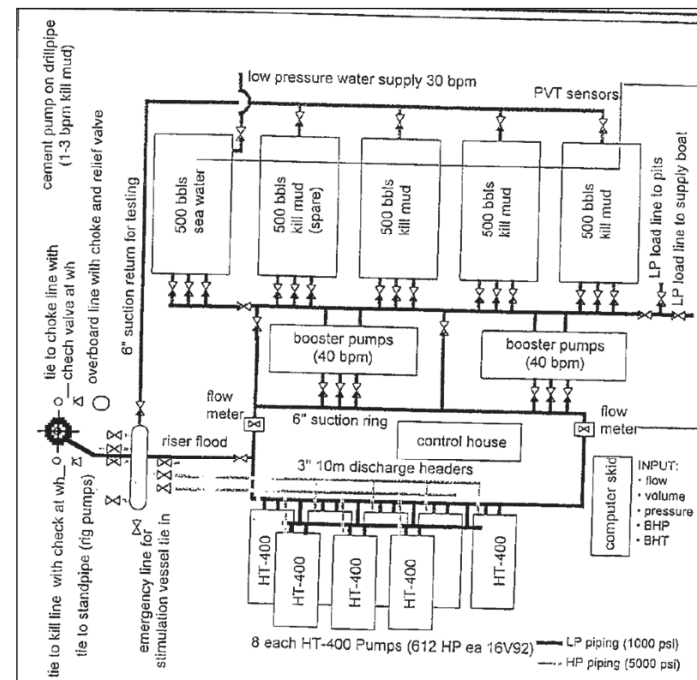 low pressure water supply 30 bpm
PVT sensors
cement pump on drillpipe
(1-3 bpm kill mud)
overboard line with choke and relief valve
tie to choke line with
chech valve at wh
6" suction return for testing
500 bbls
sea water
500 bbls
kill mud
(spare)
500 bbls
kill mud
500 bbls
kill mud
500 bbls
kill mud
LP load line to pits
LP load line to supply boat
booster pumps
(40 bpm)
booster pumps
(40 bpm)
flow
meter
6" suction ring
flow
meter
riser flood
control house
3" 10m discharge headers
computer skid
INPUT:
• flow
• volume
• pressure
• BHP
• BHT
tie to kill line with check at wh
tie to standpipe (rig pumps)
emergency line for
stimulation vessel tie in
HT-400
HT-400
HT-400
HT-400
HT-400
8 each HT-400 Pumps (612 HP ea 16V92)
LP piping (1000 psi)
HP piping (5000 psi)